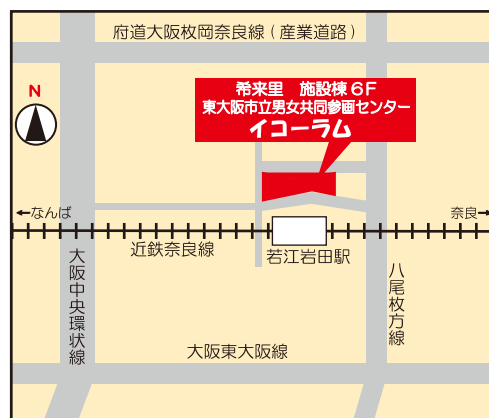 府道大阪枚岡奈良線(産業道路)
N
希来里 施設棟6F
東大阪市立男女共同参画センター
イコーラム
←なんば
奈良→
近鉄奈良線
若江岩田駅
大阪中央環状線
八尾枚方線
大阪東大阪線